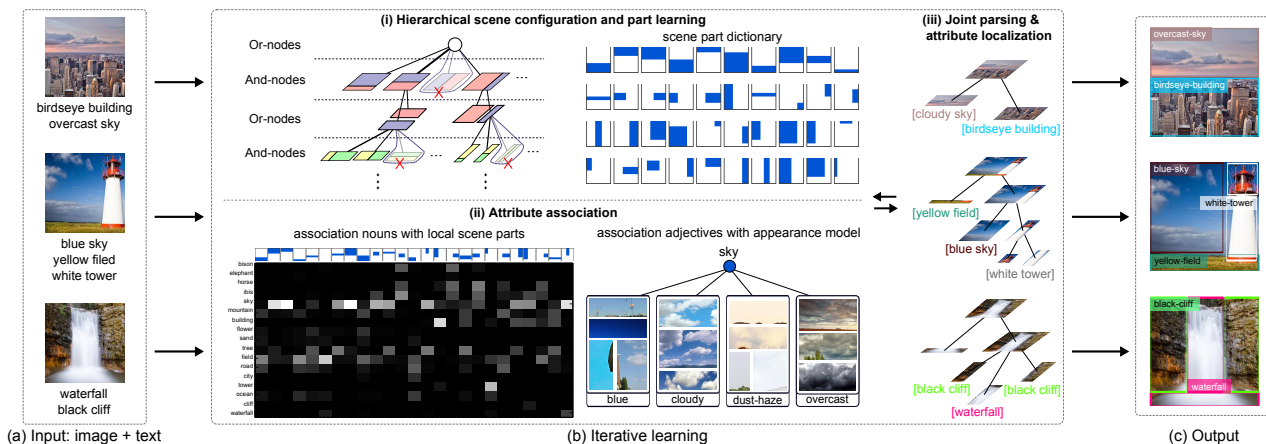 birdseye building
overcast sky
blue sky
yellow filed
white tower
waterfall
black cliff
(a) Input: image + text
(i) Hierarchical scene configuration and part learning
Or-nodes
And-nodes
Or-nodes
And-nodes
scene part dictionary
(ii) Attribute association
association nouns with local scene parts
bison
elephant
horse
ibis
sky
mountain
building
flower
sand
tree
field
road
city
tower
ocean
cliff
waterfall
association adjectives with appearance model
sky
blue
cloudy
dust-haze
overcast
(iii) Joint parsing &
attribute localization
[cloudy sky]
[birdseye building]
[yellow field]
[blue sky]
[white tower]
[black cliff]
[black cliff]
[waterfall]
(b) Iterative learning
overcast-sky
birdseye-building
blue-sky
white-tower
yellow-field
black-cliff
waterfall
(c) Output